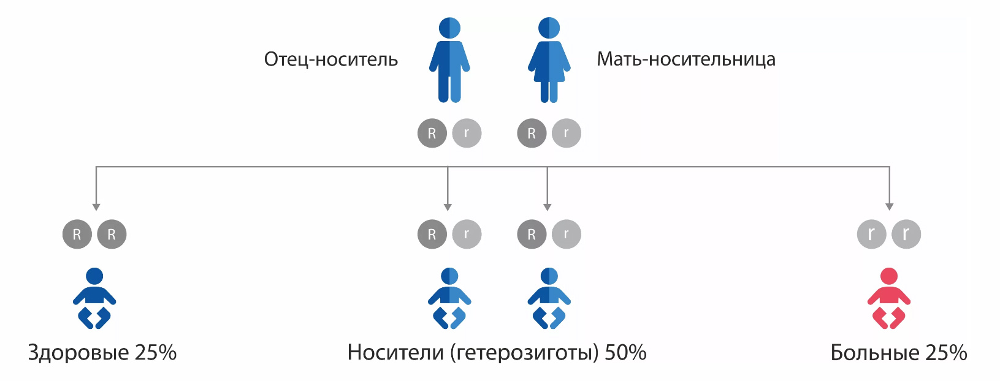 Отец-носитель
Мать-носительница
R r R r
R R R r R r r r
Здоровые 25%
Носители (гетерозиготы) 50%
Больные 25%